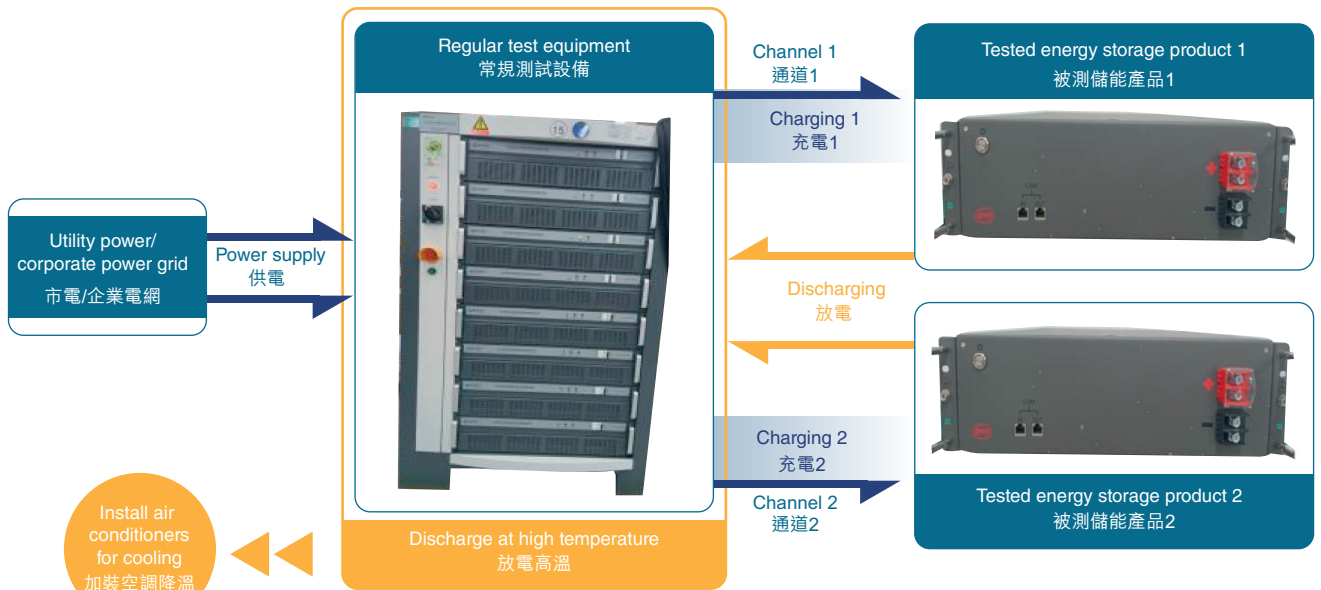 Utility power/
corporate power grid
市電/企業電網
Power supply
供電
Regular test equipment
常規測試設備
15
Discharge at high temperature
放電高溫
Install air
conditioners
for cooling
加裝空調降溫
Channel 1
通道1
Charging 1
充電1
Discharging
放電
Charging 2
充電2
Channel 2
通道2
Tested energy storage product 1
被測儲能產品1
COM
Tested energy storage product 2
被測儲能產品2
COM